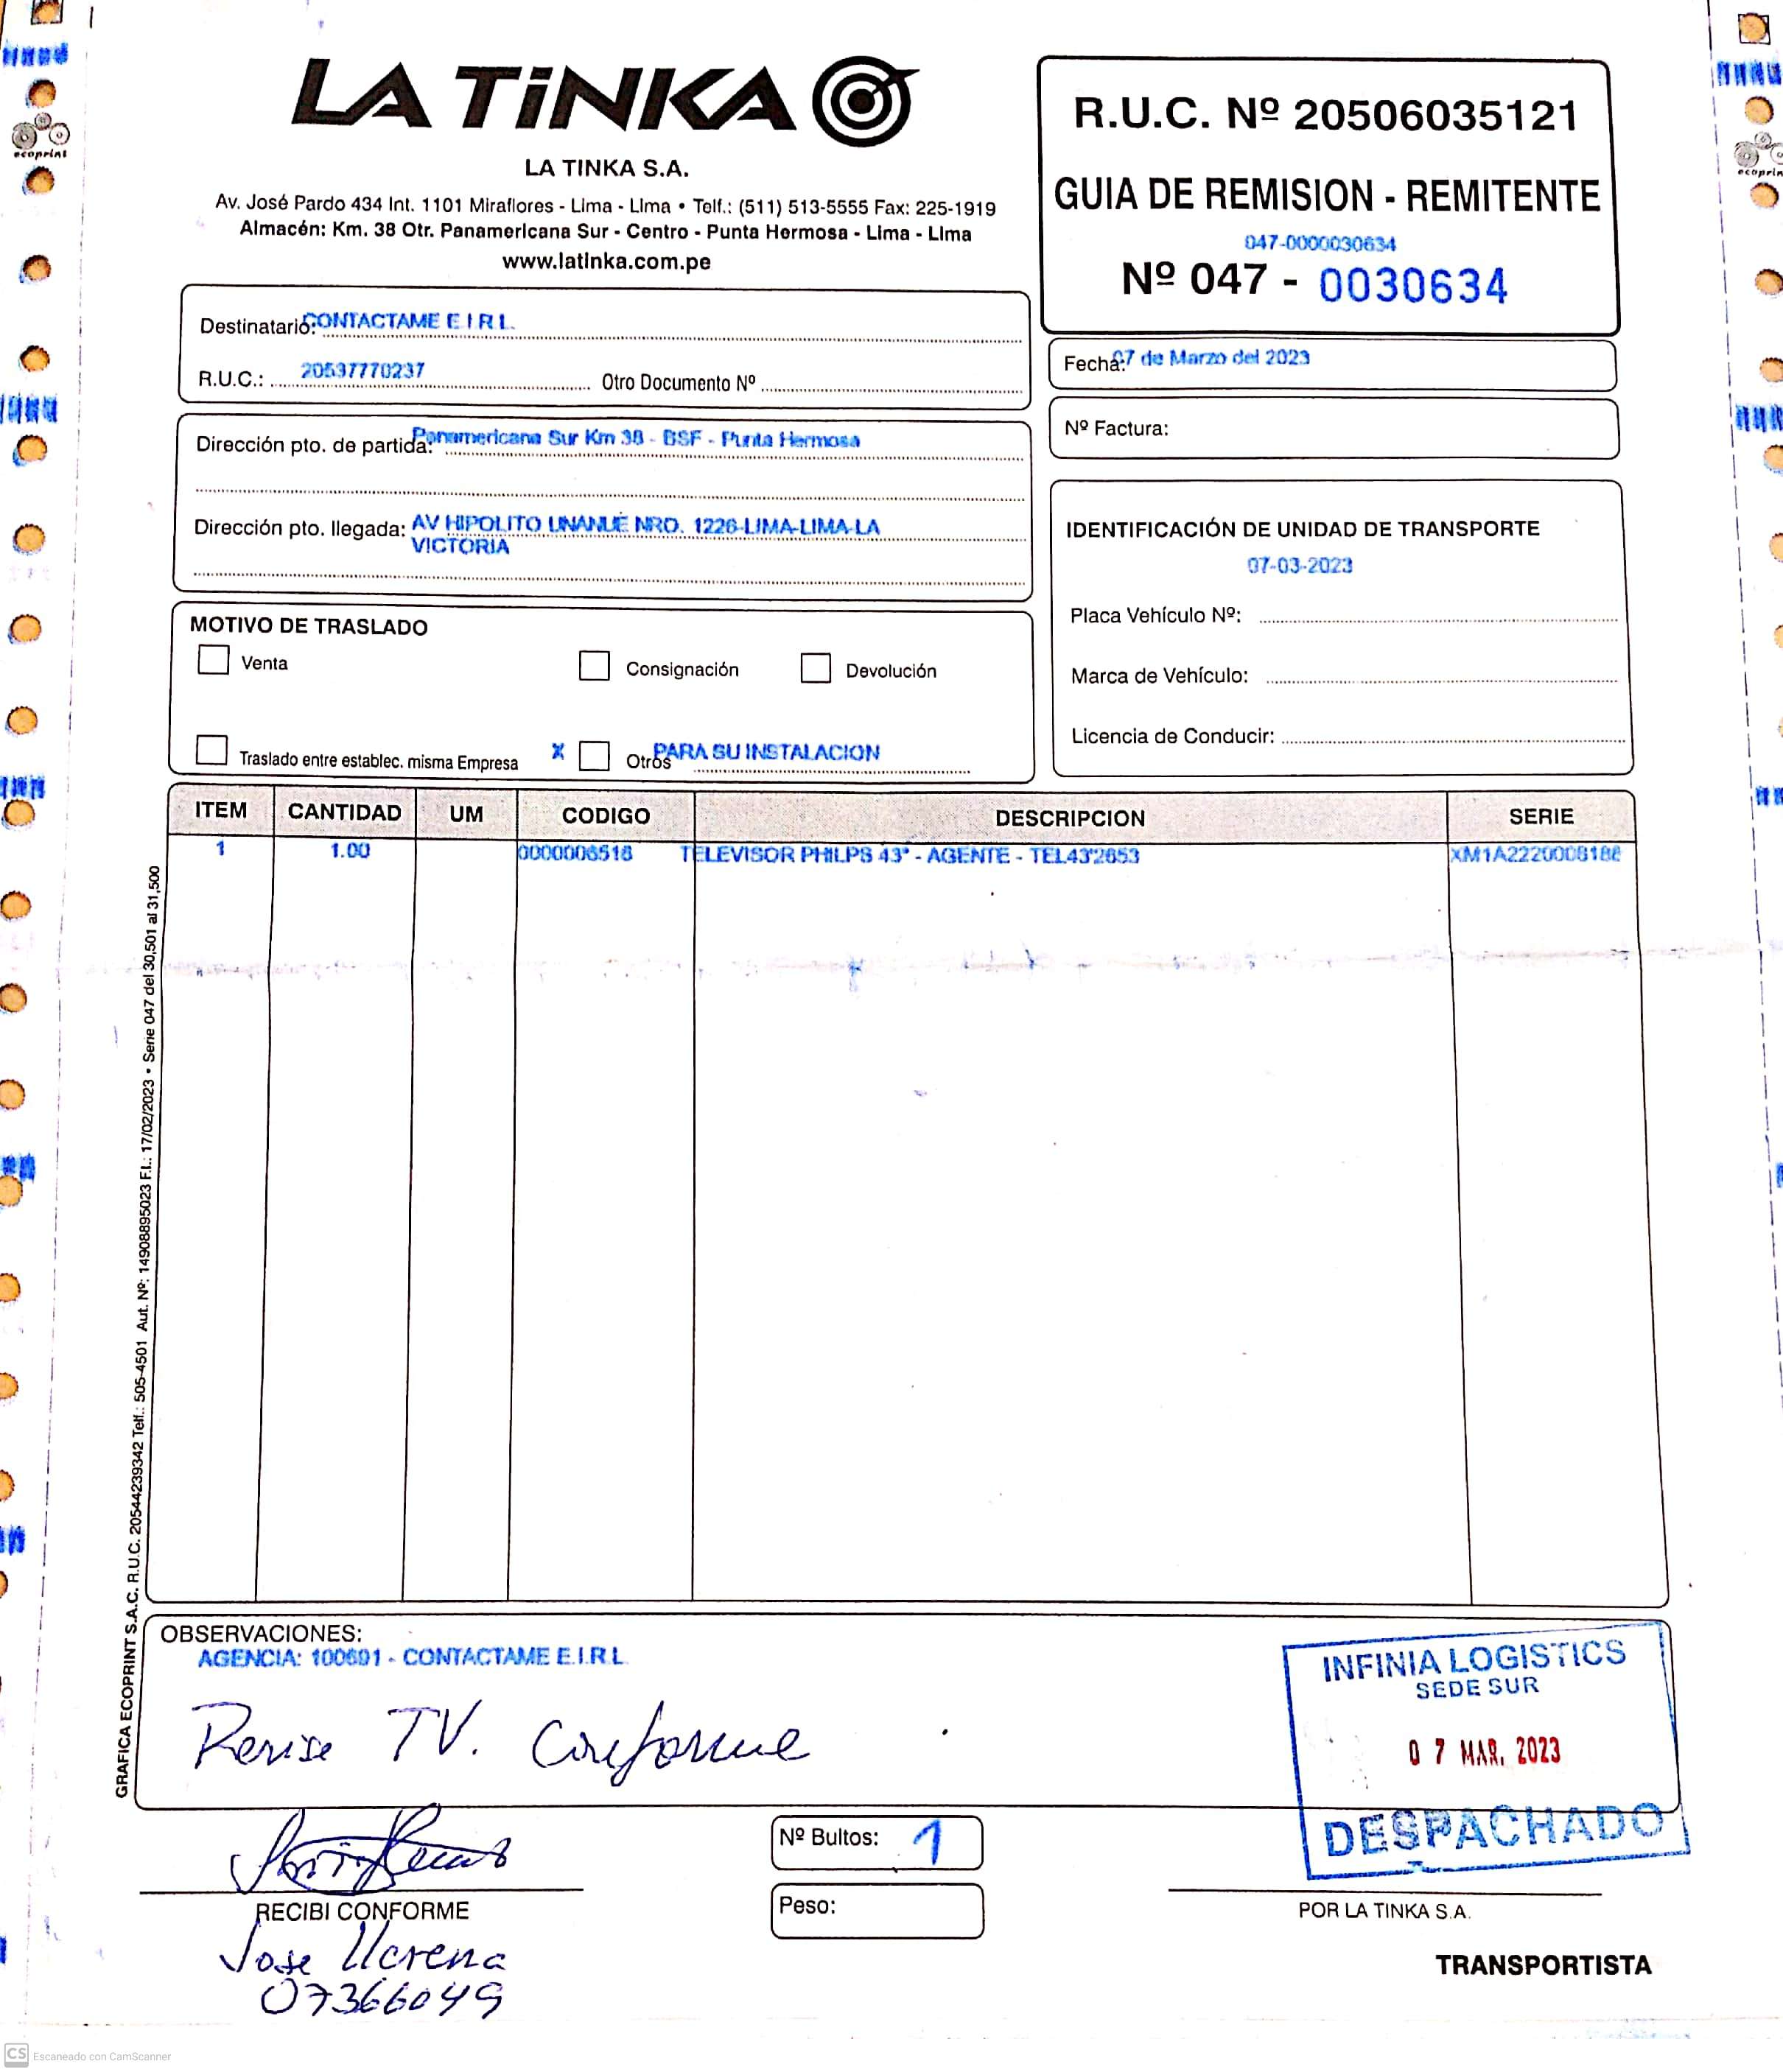 LA TiNKA
LA TINKA S.A.
Av. José Pardo 434 Int. 1101 Miraflores - Lima - LIma • Telf.: (511) 513-5555 Fax: 225-1919
Almacén: Km. 38 Otr. Panamericana Sur - Centro - Punta Hermosa - Lima - LIma
www.latinka.com.pe
R.U.C. Nº 20506035121
GUIA DE REMISION - REMITENTE
047-0000030634
Nº 047 - 0030634
Destinatario: CONTACTAME E I R L.
R.U.C.: 20537770237 Otro Documento Nº
Fecha: 07 de Marzo del 2023
Nº Factura:
Dirección pto. de partida: Panamericana Sur Km 38 - BSF - Punta Hermosa
Dirección pto. llegada: AV HIPOLITO UNANUE NRO. 1226-LIMA-LIMA-LA
VICTORIA
IDENTIFICACIÓN DE UNIDAD DE TRANSPORTE
07-03-2023
Placa Vehículo Nº:
Marca de Vehículo:
Licencia de Conducir:
MOTIVO DE TRASLADO
Venta Consignación Devolución
Traslado entre establec. misma Empresa X Otros PARA SU INSTALACION
ITEM CANTIDAD UM CODIGO DESCRIPCION SERIE
1 1.00 0000006516 TELEVISOR PHILPS 43" - AGENTE - TEL43'2653 XM1A2220008186
GRAFICA ECOPRINT S.A.C. R.U.C. 20544239342 Telf.: 505-4501 Aut. Nº: 14908895023 F.I.: 17/02/2023 • Serie 047 del 30,501 al 31,500
OBSERVACIONES:
AGENCIA: 100691 - CONTACTAME E.I.R.L.
Revise TV. Conforme
INFINIA LOGISTICS
SEDE SUR
07 MAR. 2023
DESPACHADO
Nº Bultos: 1
Peso:
RECIBI CONFORME
Jose Llerena
07366049
POR LA TINKA S.A.
TRANSPORTISTA
ecoprint
ecoprin
CS Escaneado con CamScanner